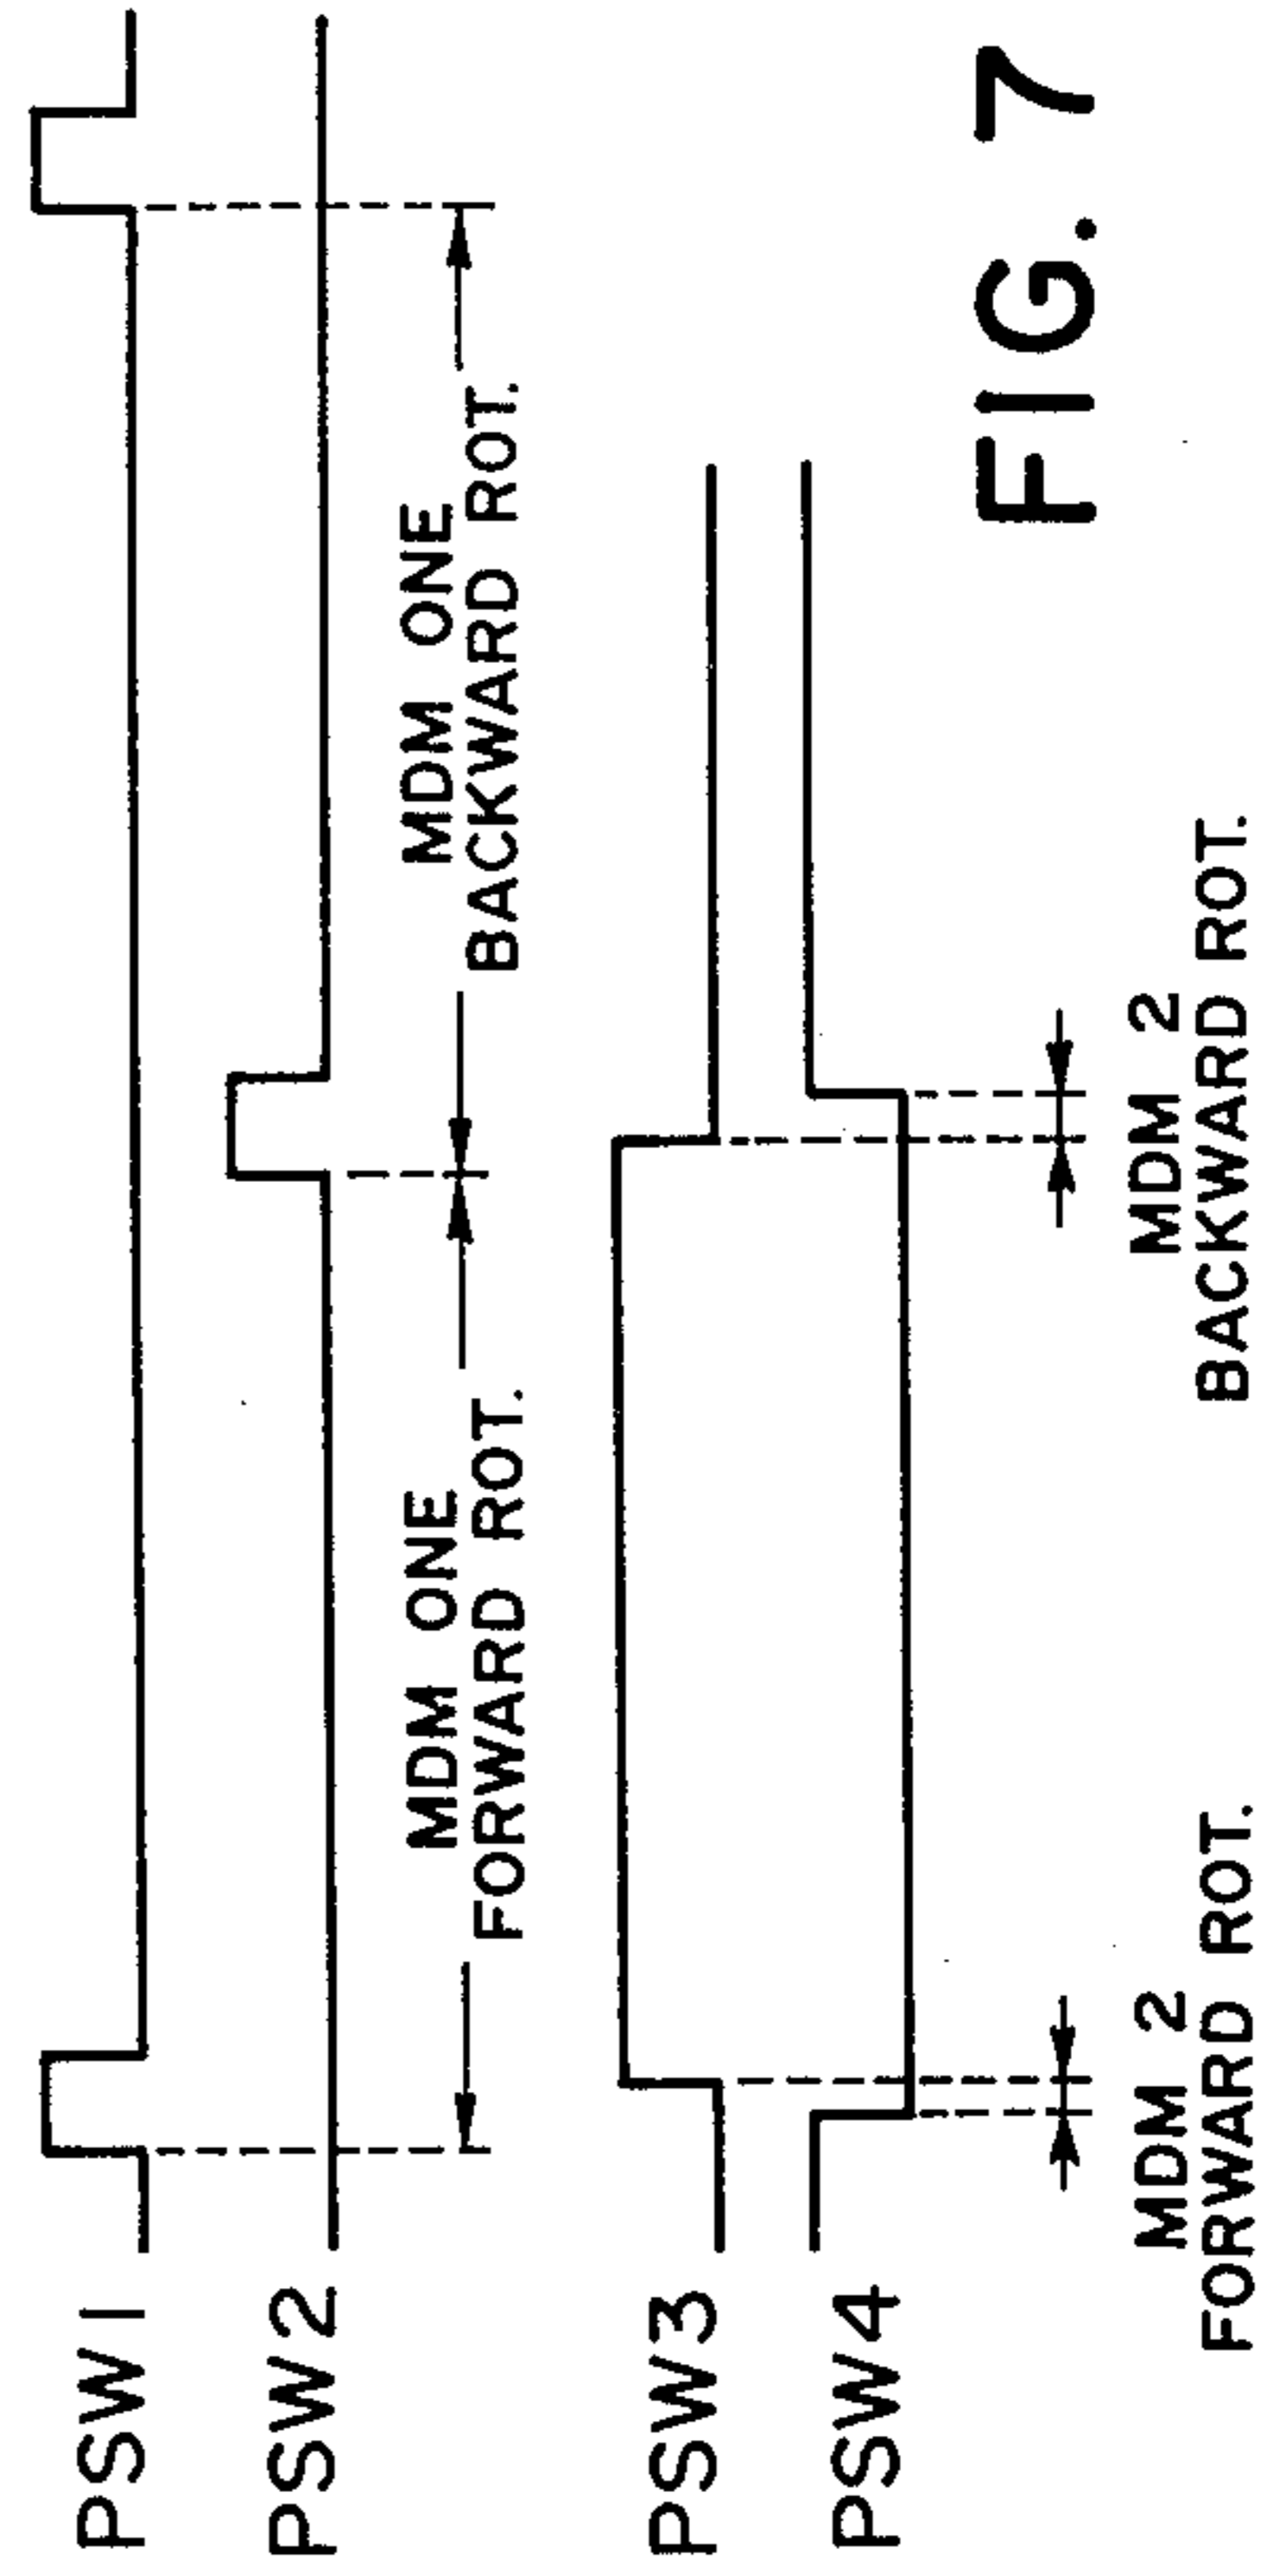 PSW1
PSW2
MDM ONE
FORWARD ROT.
MDM ONE
BACKWARD ROT.
PSW3
PSW4
MDM 2
FORWARD ROT.
MDM 2
BACKWARD ROT.
FIG. 7